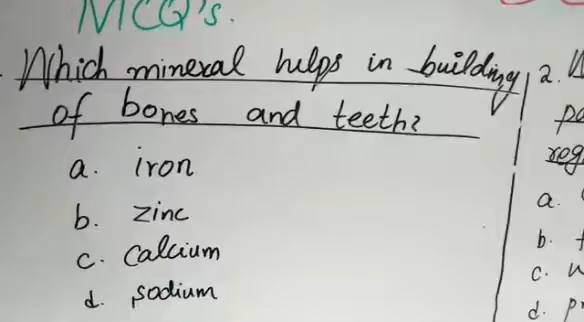 MCQ's.
Which mineral helps in building
of bones and teeth?
a. iron
b. zinc
c. Calcium
d. sodium
2.
a.
b.
c.
d.